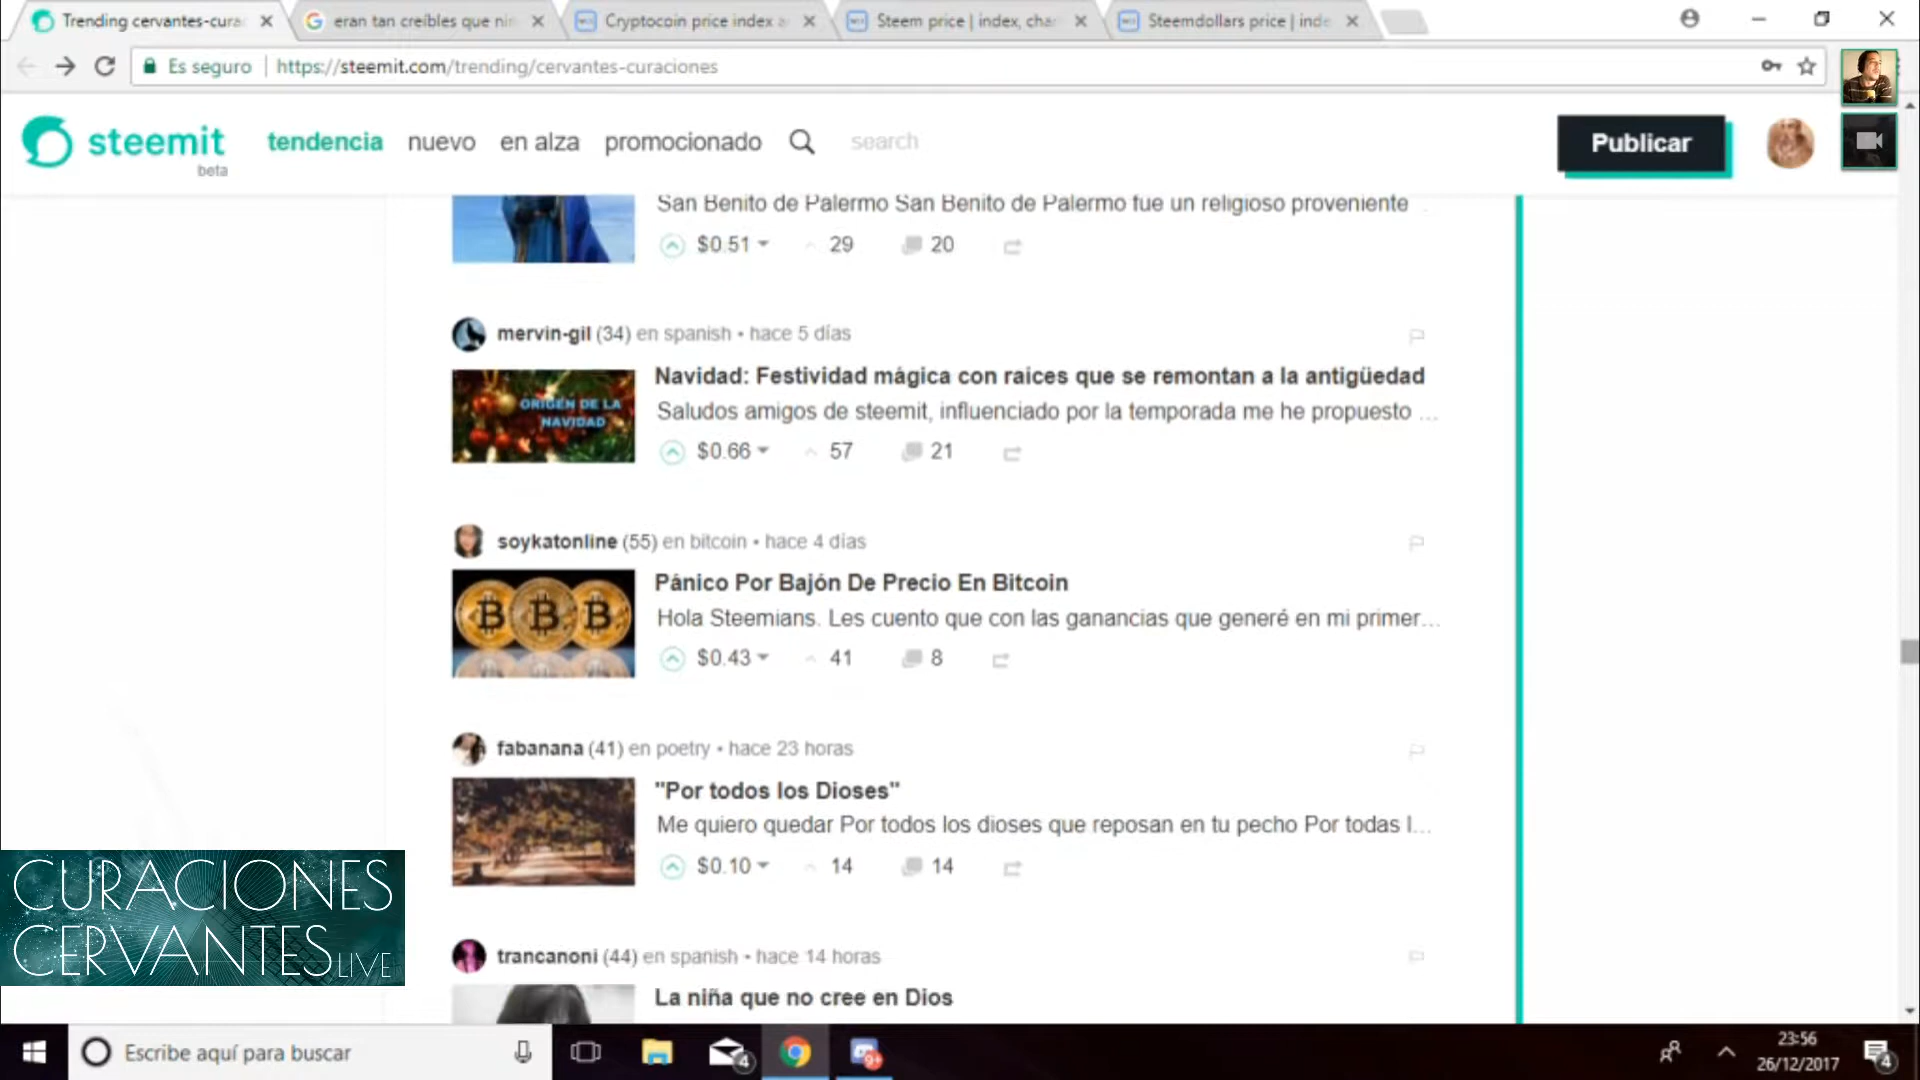 Trending cervantes-cura
eran tan creíbles que nin
Cryptocoin price index a
Steem price | index, cha
Steemdollars price | inde
Es seguro
https://steemit.com/trending/cervantes-curaciones
steemit
beta
tendencia
nuevo
en alza
promocionado
search
Publicar
San Benito de Palermo San Benito de Palermo fue un religioso proveniente
$0.51 29 20
mervin-gil (34) en spanish • hace 5 días
ORIGEN DE LA
NAVIDAD
Navidad: Festividad mágica con raices que se remontan a la antigüedad
Saludos amigos de steemit, influenciado por la temporada me he propuesto ...
$0.66 57 21
soykatonline (55) en bitcoin • hace 4 días
Pánico Por Bajón De Precio En Bitcoin
Hola Steemians. Les cuento que con las ganancias que generé en mi primer...
$0.43 41 8
fabanana (41) en poetry • hace 23 horas
"Por todos los Dioses"
Me quiero quedar Por todos los dioses que reposan en tu pecho Por todas l...
$0.10 14 14
trancanoni (44) en spanish • hace 14 horas
La niña que no cree en Dios
CURACIONES
CERVANTES LIVE
Escribe aquí para buscar
4
9+
23:56
26/12/2017
4